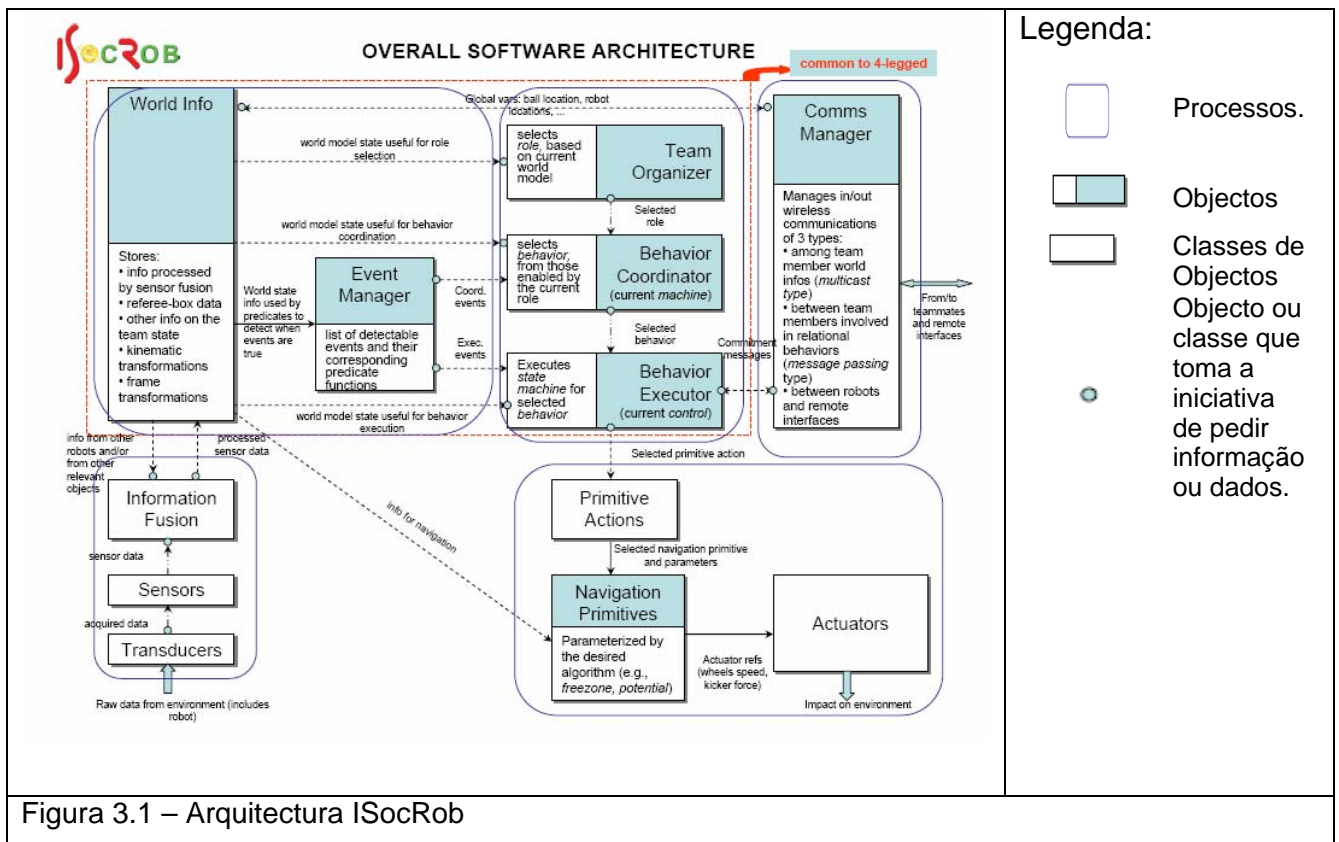 ISocRob
OVERALL SOFTWARE ARCHITECTURE
common to 4-legged
World Info
Stores:
• info processed
by sensor fusion
• referee-box data
• other info on the
team state
• kinematic
transformations
• frame
transformations
Global vars: ball location, robot
locations, ...
world model state useful for role
selection
world model state useful for behavior
coordination
World state
info used by
predicates to
detect when
events are
true
Event
Manager
list of detectable
events and their
corresponding
predicate
functions
Coord.
events
Exec.
events
world model state useful for behavior
execution
selects
role, based
on current
world
model
Team
Organizer
Selected
role
selects
behavior,
from those
enabled by
the current
role
Behavior
Coordinator
(current machine)
Selected
behavior
Executes
state
machine for
selected
behavior
Behavior
Executor
(current control)
Commitment
messages
Comms
Manager
Manages in/out
wireless
communications
of 3 types:
• among team
member world
infos (multicast
type)
• between team
members involved
in relational
behaviors
(message passing
type)
• between robots
and remote
interfaces
From/to
teammates
and remote
interfaces
info from other
robots and/or
from other
relevant
objects
processed
sensor data
Information
Fusion
sensor data
Sensors
acquired data
Transducers
Raw data from environment (includes
robot)
info for navigation
Selected primitive action
Primitive
Actions
Selected navigation primitive
and parameters
Navigation
Primitives
Parameterized by
the desired
algorithm (e.g.,
freezone, potential)
Actuator refs
(wheels speed,
kicker force)
Actuators
Impact on environment
Legenda:
Processos.
Objectos
Classes de
Objectos
Objecto ou
classe que
toma a
iniciativa
de pedir
informação
ou dados.
Figura 3.1 – Arquitectura ISocRob